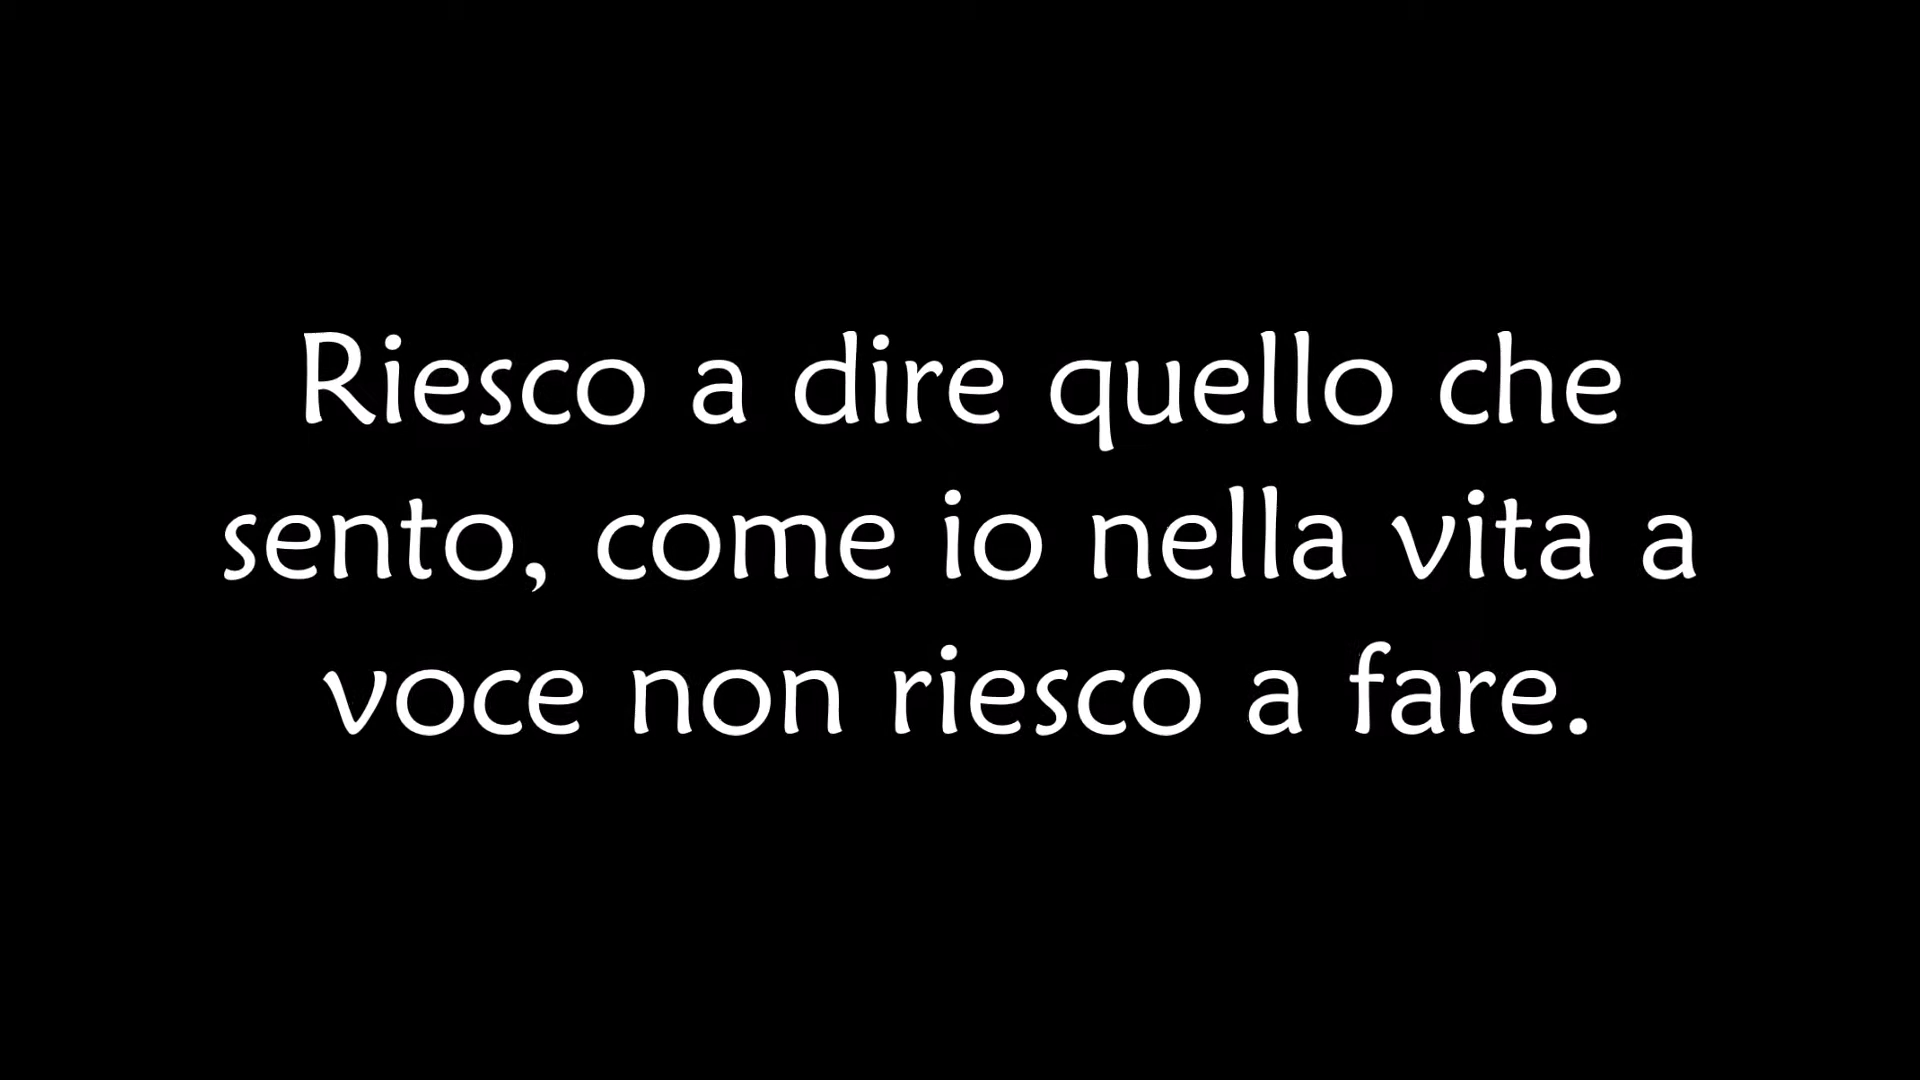 Riesco a dire quello che
sento, come io nella vita a
voce non riesco a fare.